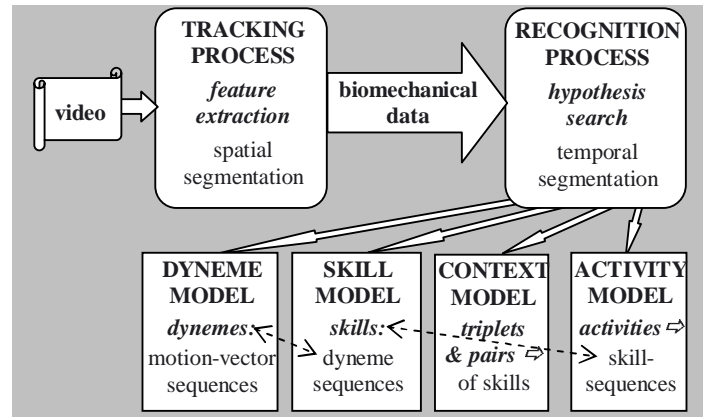 video
TRACKING
PROCESS
feature
extraction
spatial
segmentation
biomechanical
data
RECOGNITION
PROCESS
hypothesis
search
temporal
segmentation
DYNEME
MODEL
dynemes:
motion-vector
sequences
SKILL
MODEL
skills:
dyneme
sequences
CONTEXT
MODEL
triplets
& pairs ⇨
of skills
ACTIVITY
MODEL
activities ⇨
skill-
sequences